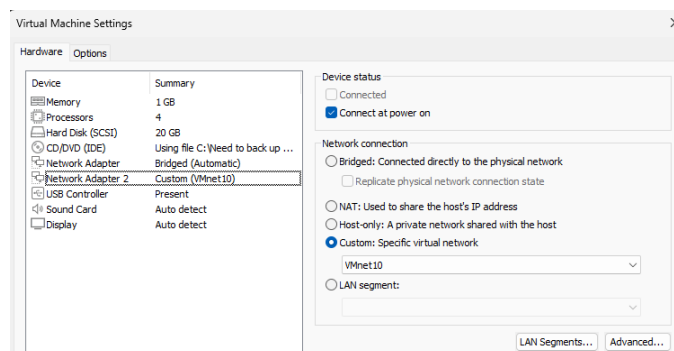 Virtual Machine Settings
Hardware Options
Device Summary
Memory 1 GB
Processors 4
Hard Disk (SCSI) 20 GB
CD/DVD (IDE) Using file C:\Need to back up ...
Network Adapter Bridged (Automatic)
Network Adapter 2 Custom (VMnet10)
USB Controller Present
Sound Card Auto detect
Display Auto detect
Device status
Connected
Connect at power on
Network connection
Bridged: Connected directly to the physical network
Replicate physical network connection state
NAT: Used to share the host's IP address
Host-only: A private network shared with the host
Custom: Specific virtual network
VMnet10
LAN segment:
LAN Segments... Advanced...